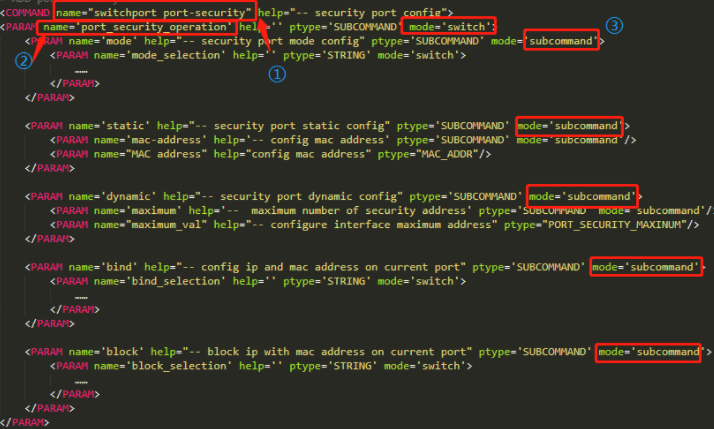 <COMMAND name="switchport port-security" help="-- security port config">
<PARAM name='port_security_operation' help='' ptype='SUBCOMMAND' mode='switch'> ③
② <PARAM name='mode' help="-- security port mode config" ptype='SUBCOMMAND' mode='subcommand'>
<PARAM name='mode_selection' help='' ptype='STRING' mode='switch'> ①
……
</PARAM>
</PARAM>
<PARAM name='static' help="-- security port static config" ptype='SUBCOMMAND' mode='subcommand'>
<PARAM name='mac-address' help='-- config mac address' ptype='SUBCOMMAND' mode='subcommand'/>
<PARAM name="MAC address" help="config mac address" ptype="MAC_ADDR"/>
</PARAM>
<PARAM name='dynamic' help="-- security port dynamic config" ptype='SUBCOMMAND' mode='subcommand'>
<PARAM name='maximum' help='--  maximum number of security address' ptype='SUBCOMMAND' mode='subcommand'/
<PARAM name="maximum_val" help="-- configure interface maximum address" ptype="PORT_SECURITY_MAXINUM"/>
</PARAM>
<PARAM name='bind' help="-- config ip and mac address on current port" ptype='SUBCOMMAND' mode='subcommand'>
<PARAM name='bind_selection' help='' ptype='STRING' mode='switch'>
……
</PARAM>
</PARAM>
<PARAM name='block' help="-- block ip with mac address on current port" ptype='SUBCOMMAND' mode='subcommand'>
<PARAM name='block_selection' help='' ptype='STRING' mode='switch'>
……
</PARAM>
</PARAM>
</PARAM>